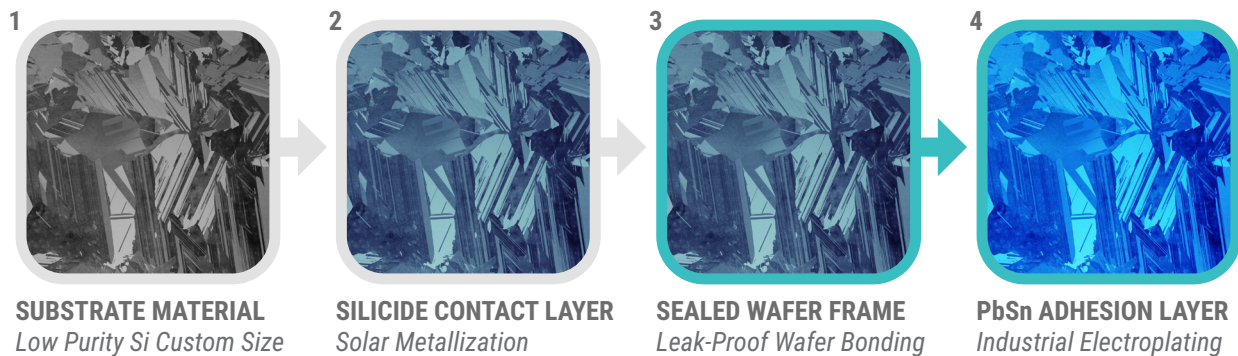 1
SUBSTRATE MATERIAL
Low Purity Si Custom Size
2
SILICIDE CONTACT LAYER
Solar Metallization
3
SEALED WAFER FRAME
Leak-Proof Wafer Bonding
4
PbSn ADHESION LAYER
Industrial Electroplating